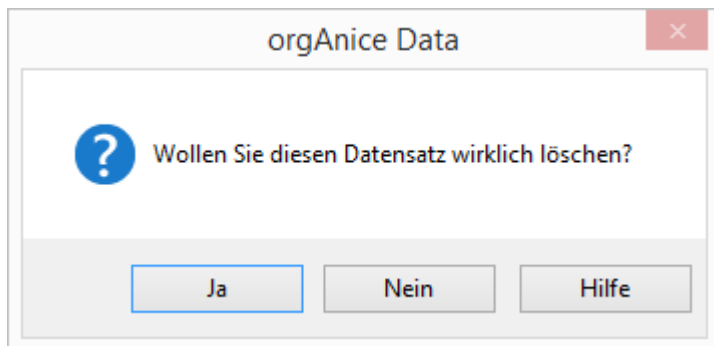 orgAnice Data
Wollen Sie diesen Datensatz wirklich löschen?
Ja
Nein
Hilfe